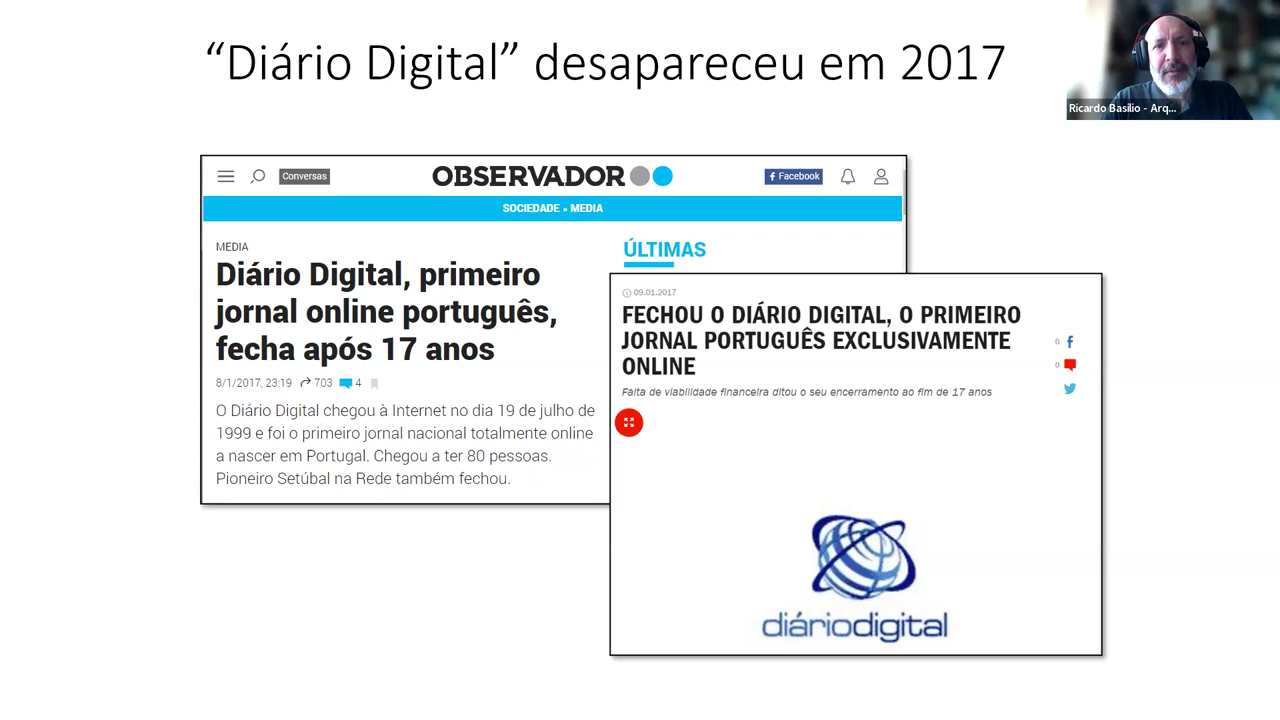 “Diário Digital” desapareceu em 2017
Ricardo Basílio - Arq...
Conversas
OBSERVADOR
Facebook
SOCIEDADE » MEDIA
MEDIA
Diário Digital, primeiro
jornal online português,
fecha após 17 anos
8/1/2017, 23:19
703
4
O Diário Digital chegou à Internet no dia 19 de julho de
1999 e foi o primeiro jornal nacional totalmente online
a nascer em Portugal. Chegou a ter 80 pessoas.
Pioneiro Setúbal na Rede também fechou.
ÚLTIMAS
09.01.2017
FECHOU O DIÁRIO DIGITAL, O PRIMEIRO
JORNAL PORTUGUÊS EXCLUSIVAMENTE
ONLINE
Falta de viabilidade financeira ditou o seu encerramento ao fim de 17 anos
0
0
diáriodigital